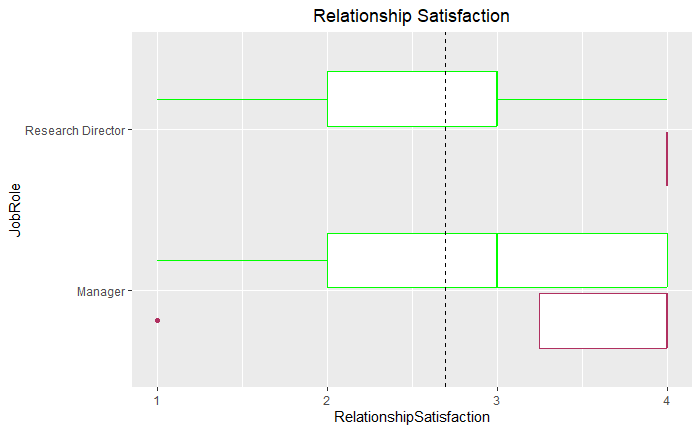 Relationship Satisfaction
JobRole
Research Director
Manager
1 2 3 4
RelationshipSatisfaction